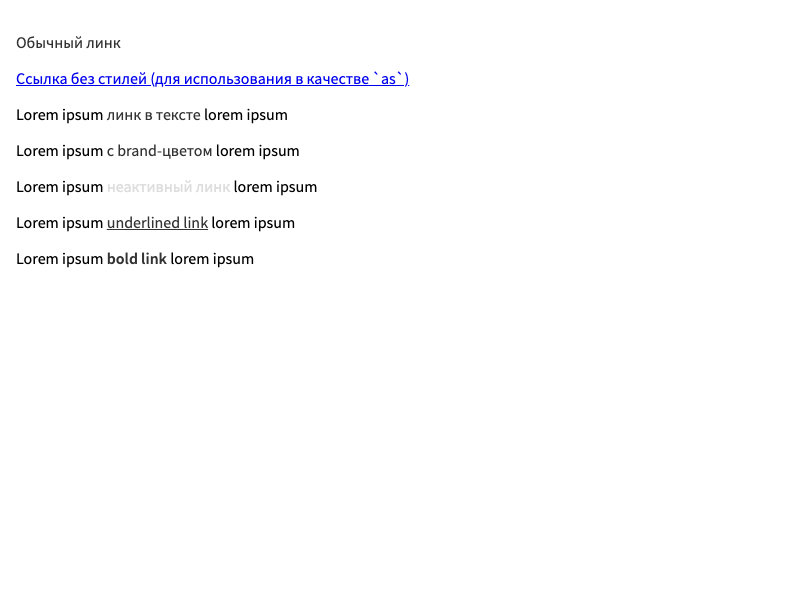 Обычный линк
Ссылка без стилей (для использования в качестве `as`)
Lorem ipsum линк в тексте lorem ipsum
Lorem ipsum с brand-цветом lorem ipsum
Lorem ipsum неактивный линк lorem ipsum
Lorem ipsum underlined link lorem ipsum
Lorem ipsum bold link lorem ipsum